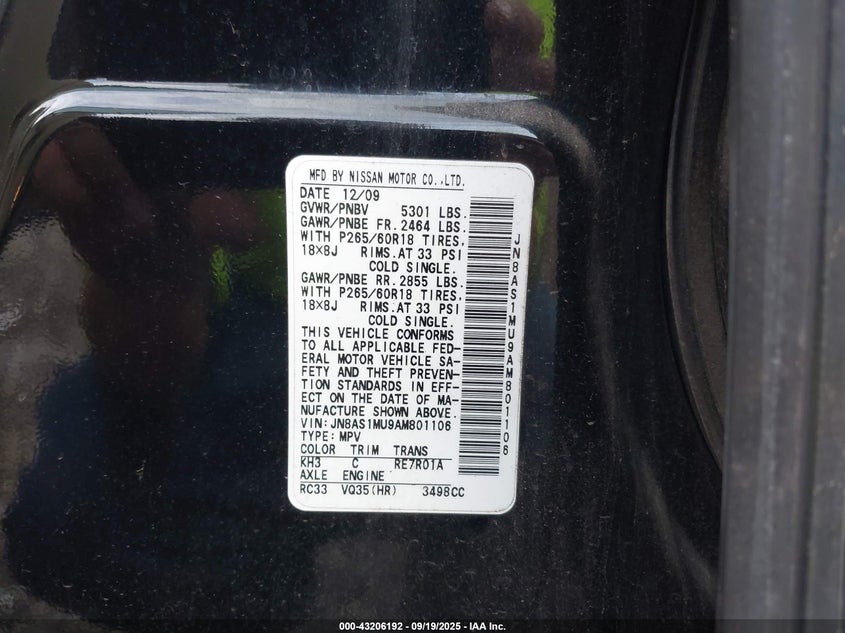 MFD BY NISSAN MOTOR CO.,LTD.
DATE 12/09
GVWR/PNBV 5301 LBS.
GAWR/PNBE FR. 2464 LBS.
WITH P265/60R18 TIRES,
18×8J RIMS. AT 33 PSI
COLD SINGLE.
GAWR/PNBE RR. 2855 LBS.
WITH P265/60R18 TIRES,
18×8J RIMS. AT 33 PSI
COLD SINGLE.
THIS VEHICLE CONFORMS
TO ALL APPLICABLE FED-
ERAL MOTOR VEHICLE SA-
FETY AND THEFT PREVEN-
TION STANDARDS IN EFF-
ECT ON THE DATE OF MA-
NUFACTURE SHOWN ABOVE.
VIN:JN8AS1MU9AM801106
TYPE:MPV
COLOR TRIM TRANS
KH3 C RE7R01A
AXLE ENGINE
RC33 VQ35(HR) 3498CC
JN8AS1MU9AM801106
000-43206192 - 09/19/2025 - IAA Inc.